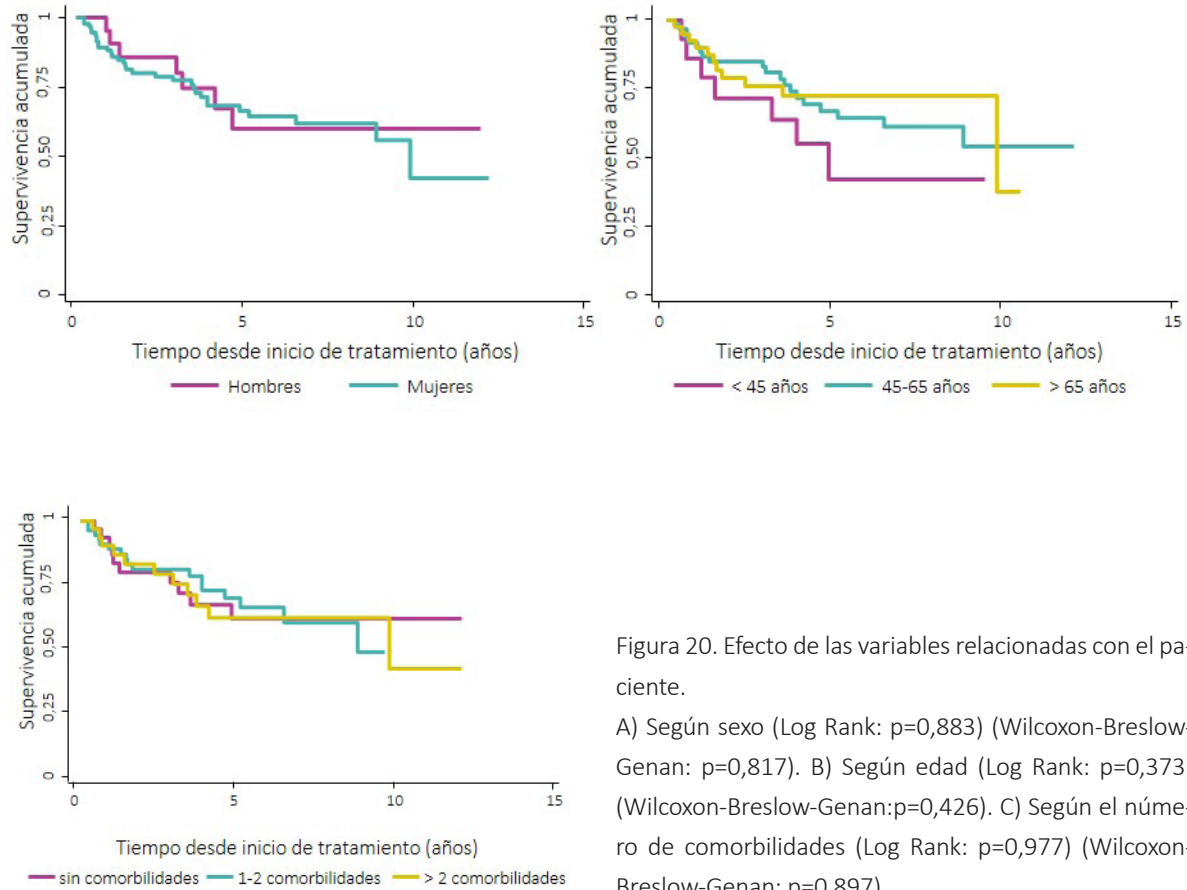 Supervivencia acumulada
1
0,75
0,50
0,25
0
0 5 10 15
Tiempo desde inicio de tratamiento (años)
Hombres Mujeres
Supervivencia acumulada
1
0,75
0,50
0,25
0
0 5 10 15
Tiempo desde inicio de tratamiento (años)
< 45 años 45-65 años > 65 años
Supervivencia acumulada
1
0,75
0,50
0,25
0
0 5 10 15
Tiempo desde inicio de tratamiento (años)
sin comorbilidades 1-2 comorbilidades > 2 comorbilidades
Figura 20. Efecto de las variables relacionadas con el pa-
ciente.
A) Según sexo (Log Rank: p=0,883) (Wilcoxon-Breslow-
Genan: p=0,817). B) Según edad (Log Rank: p=0,373
(Wilcoxon-Breslow-Genan:p=0,426). C) Según el núme-
ro de comorbilidades (Log Rank: p=0,977) (Wilcoxon-
Breslow-Genan: p=0,897)